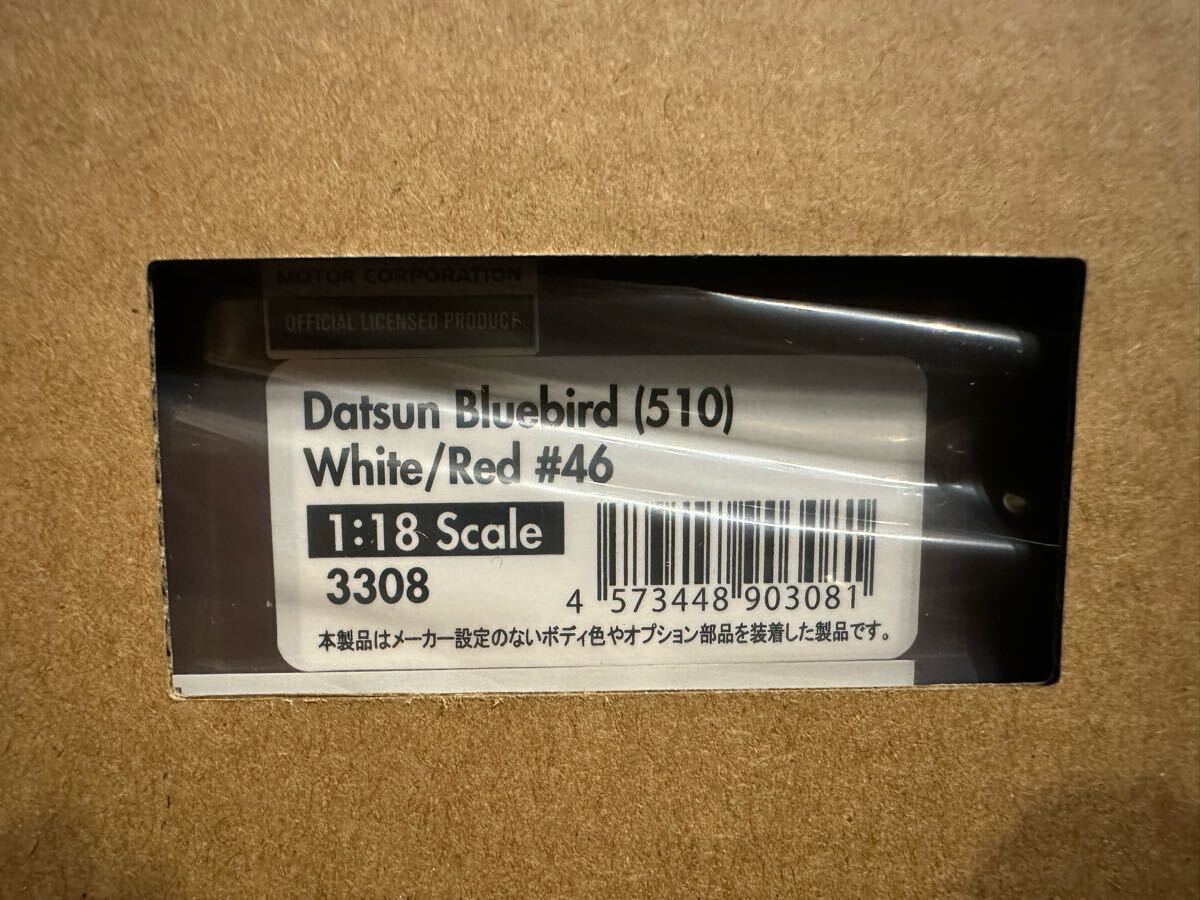 MOTOR CORPORATION
OFFICIAL LICENSED PRODUCT
Datsun Bluebird (510)
White/Red #46
1:18 Scale
3308
4 573448 903081
本製品はメーカー設定のないボディ色やオプション部品を装着した製品です。